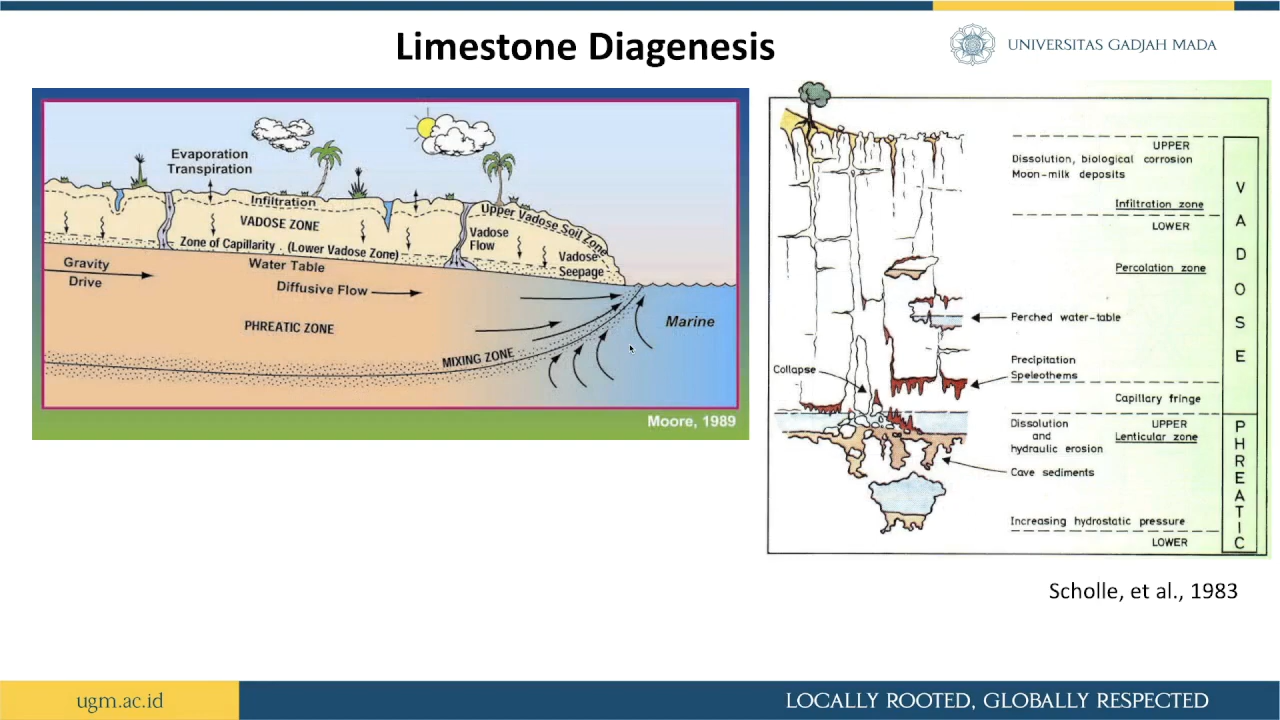 Limestone Diagenesis
UNIVERSITAS GADJAH MADA
Evaporation
Transpiration
Infiltration
VADOSE ZONE
Zone of Capillarity
(Lower Vadose Zone)
Upper Vadose Soil Zone
Vadose
Flow
Vadose
Seepage
Gravity
Drive
Water Table
Diffusive Flow
PHREATIC ZONE
MIXING ZONE
Marine
Moore, 1989
UPPER
Dissolution, biological corrosion
Moon-milk deposits
Infiltration zone
LOWER
Percolation zone
Perched water-table
Precipitation
Speleothems
Collapse
Capillary fringe
Dissolution
and
hydraulic erosion
UPPER
Lenticular zone
Cave sediments
Increasing hydrostatic pressure
LOWER
VADOSE
PHREATIC
Scholle, et al., 1983
ugm.ac.id
LOCALLY ROOTED, GLOBALLY RESPECTED